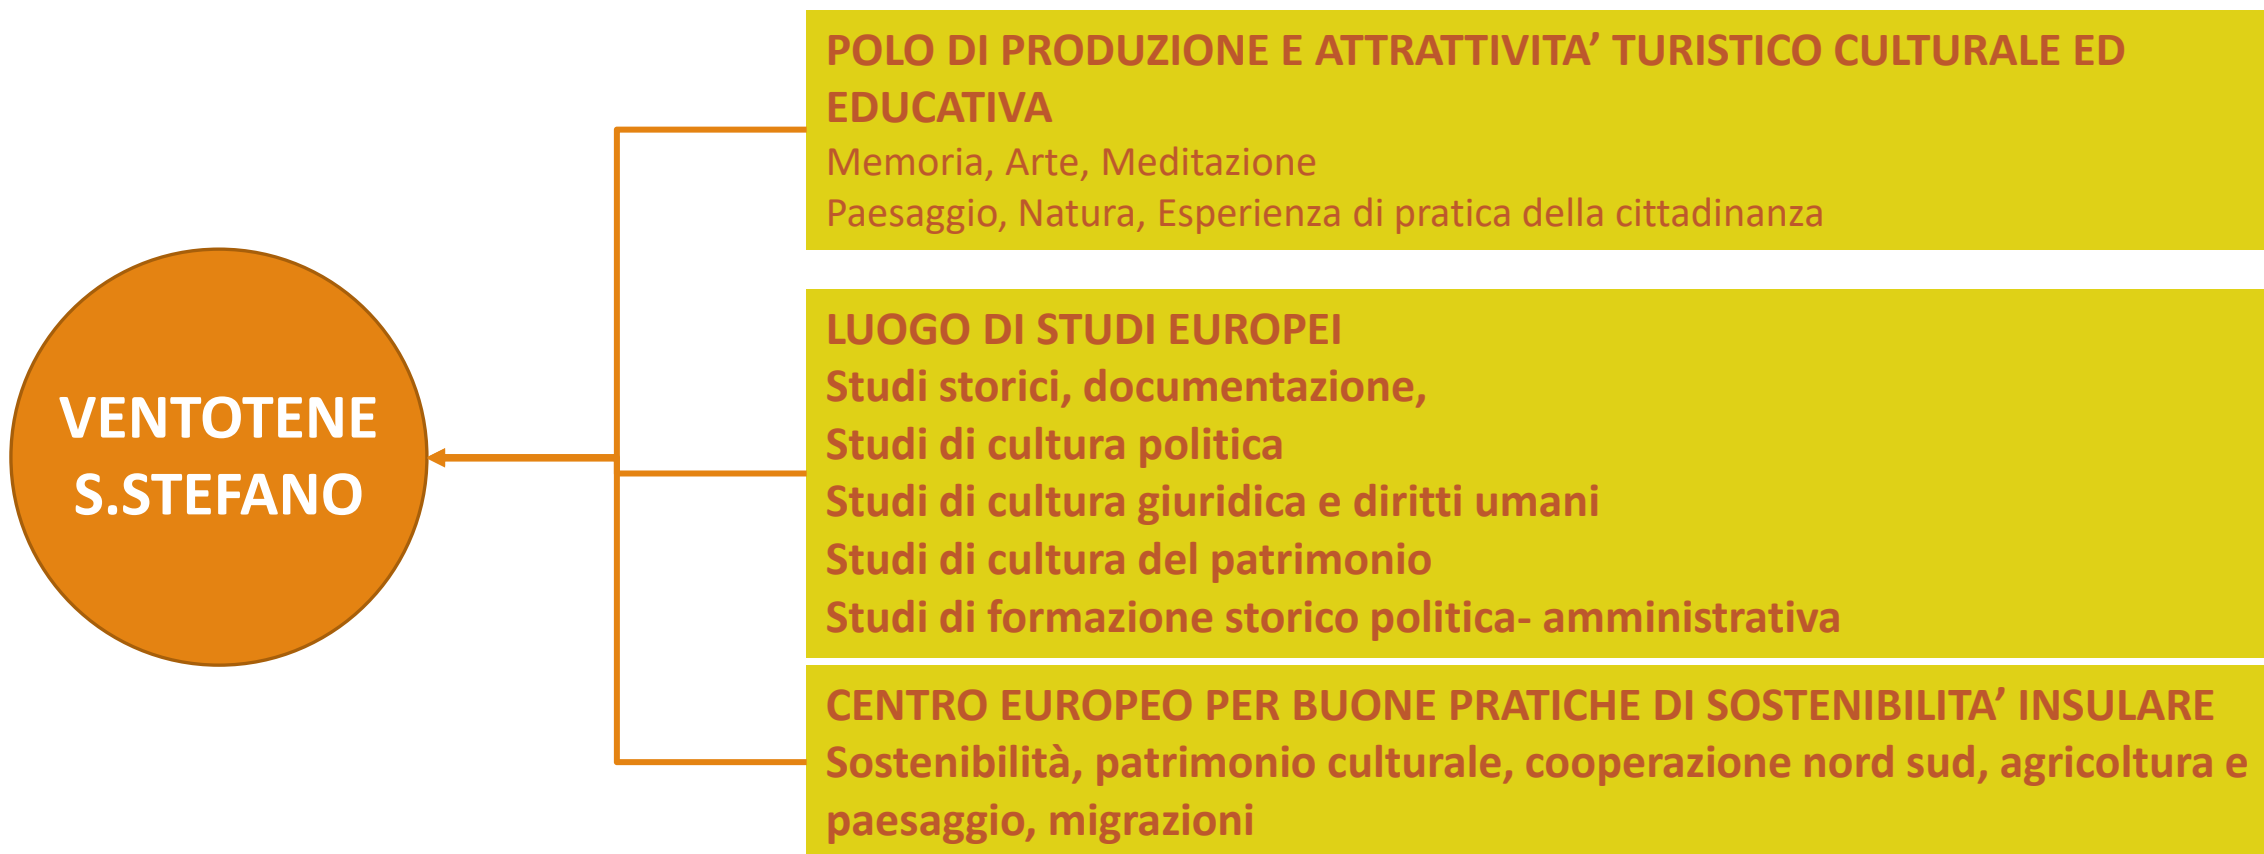 VENTOTENE
S.STEFANO
POLO DI PRODUZIONE E ATTRATTIVITA’ TURISTICO CULTURALE ED
EDUCATIVA
Memoria, Arte, Meditazione
Paesaggio, Natura, Esperienza di pratica della cittadinanza
LUOGO DI STUDI EUROPEI
Studi storici, documentazione,
Studi di cultura politica
Studi di cultura giuridica e diritti umani
Studi di cultura del patrimonio
Studi di formazione storico politica- amministrativa
CENTRO EUROPEO PER BUONE PRATICHE DI SOSTENIBILITA’ INSULARE
Sostenibilità, patrimonio culturale, cooperazione nord sud, agricoltura e
paesaggio, migrazioni